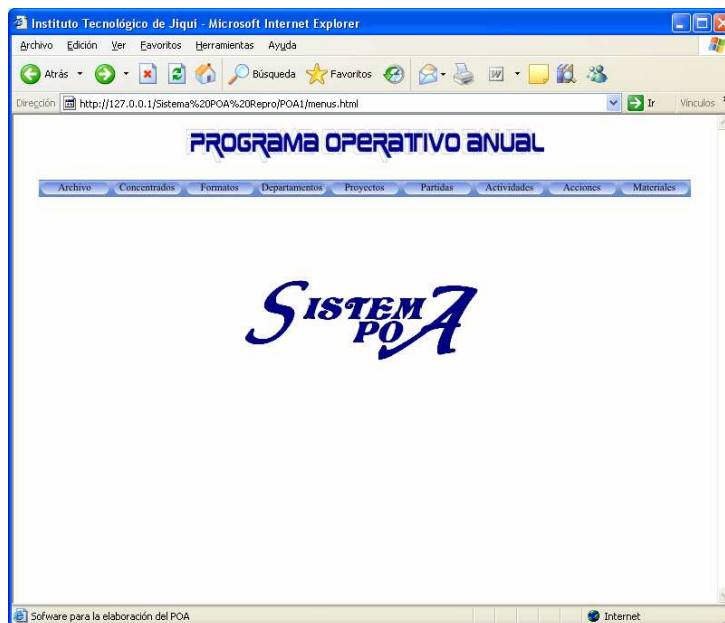 Instituto Tecnológico de Jiqui - Microsoft Internet Explorer
Archivo Edición Ver Favoritos Herramientas Ayuda
Atrás Búsqueda Favoritos
Dirección http://127.0.0.1/Sistema%20POA%20Repro/POA1/menus.html Ir Vínculos
PROGRAMA OPERATIVO ANUAL
Archivo Concentrados Formatos Departamentos Proyectos Partidas Actividades Acciones Materiales
SISTEMA
PO
Sofware para la elaboración del POA Internet